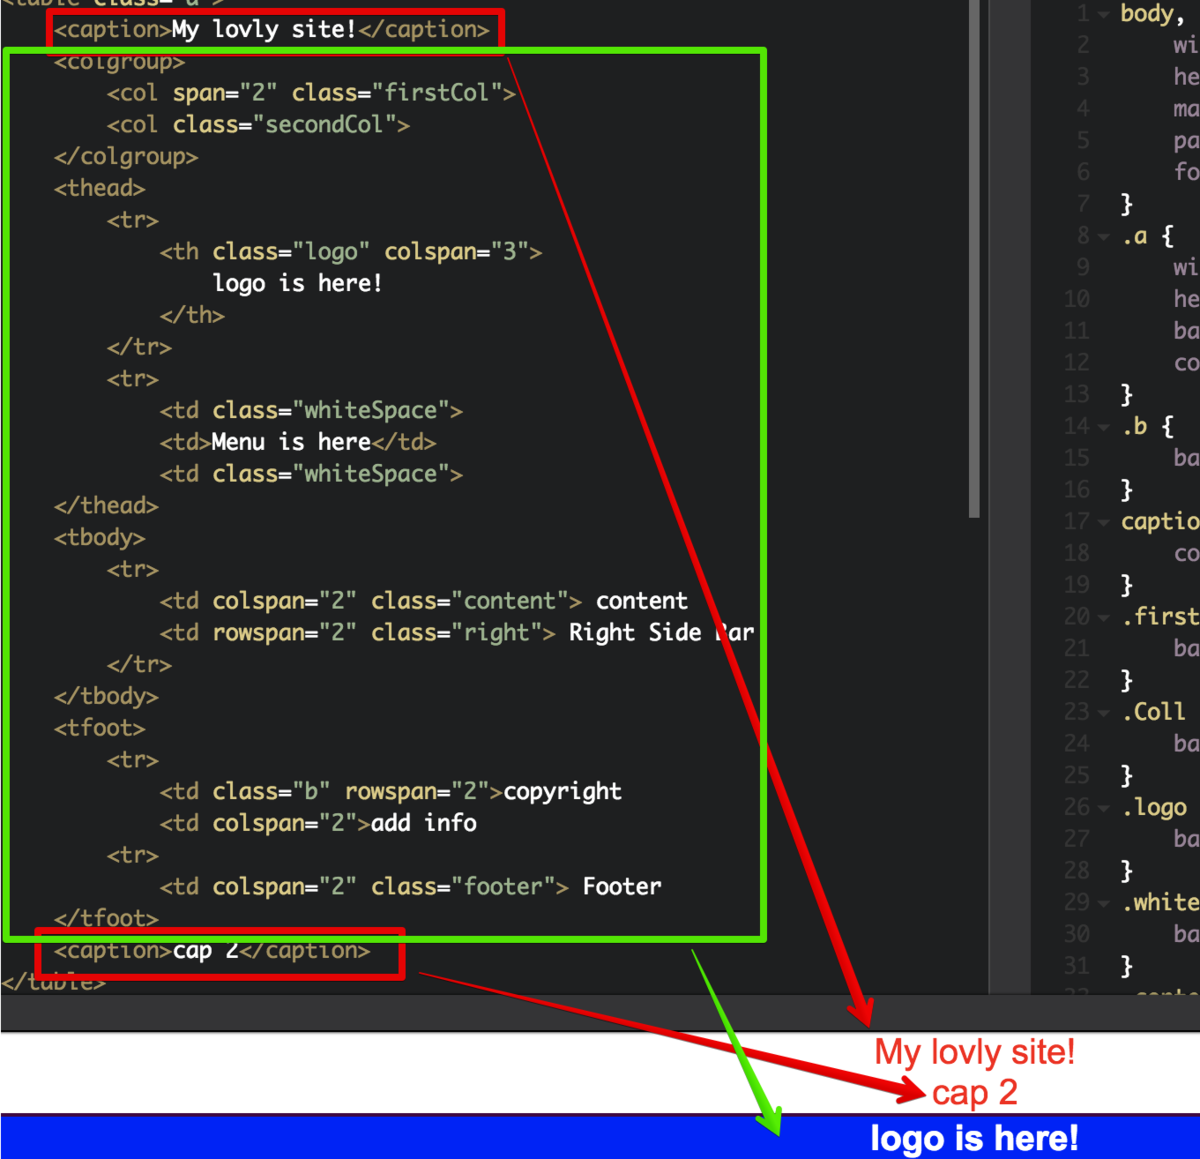 <table class="a">
<caption>My lovly site!</caption>
<colgroup>
<col span="2" class="firstCol">
<col class="secondCol">
</colgroup>
<thead>
<tr>
<th class="logo" colspan="3">
logo is here!
</th>
</tr>
<tr>
<td class="whiteSpace">
<td>Menu is here</td>
<td class="whiteSpace">
</thead>
<tbody>
<tr>
<td colspan="2" class="content"> content
<td rowspan="2" class="right"> Right Side Bar
</tr>
</tbody>
<tfoot>
<tr>
<td class="b" rowspan="2">copyright
<td colspan="2">add info
<tr>
<td colspan="2" class="footer"> Footer
</tfoot>
<caption>cap 2</caption>
</table>
1 body,
2 wi
3 he
4 ma
5 pa
6 fo
7 }
8 .a {
9 wi
10 he
11 ba
12 co
13 }
14 .b {
15 ba
16 }
17 captio
18 co
19 }
20 .first
21 ba
22 }
23 .Coll
24 ba
25 }
26 .logo
27 ba
28 }
29 .white
30 ba
31 }
My lovly site!
cap 2
logo is here!